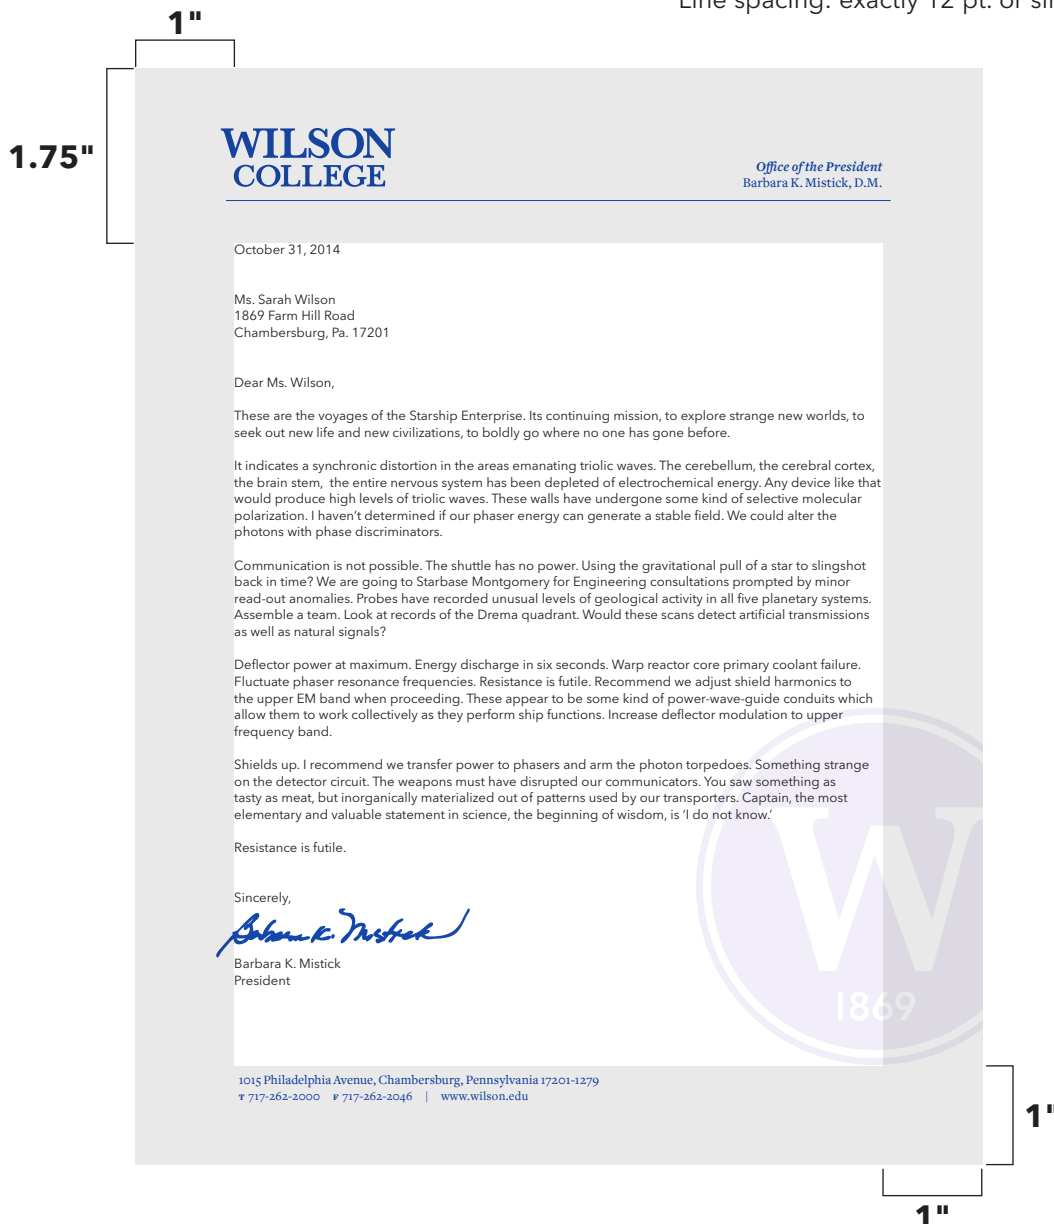 Line spacing: exactly 12 pt. or
1"
1.75"
WILSON
COLLEGE
Office of the President
Barbara K. Mistick, D.M.
October 31, 2014
Ms. Sarah Wilson
1869 Farm Hill Road
Chambersburg, Pa. 17201
Dear Ms. Wilson,
These are the voyages of the Starship Enterprise. Its continuing mission, to explore strange new worlds, to
seek out new life and new civilizations, to boldly go where no one has gone before.
It indicates a synchronic distortion in the areas emanating triolic waves. The cerebellum, the cerebral cortex,
the brain stem,  the entire nervous system has been depleted of electrochemical energy. Any device like that
would produce high levels of triolic waves. These walls have undergone some kind of selective molecular
polarization. I haven’t determined if our phaser energy can generate a stable field. We could alter the
photons with phase discriminators.
Communication is not possible. The shuttle has no power. Using the gravitational pull of a star to slingshot
back in time? We are going to Starbase Montgomery for Engineering consultations prompted by minor
read-out anomalies. Probes have recorded unusual levels of geological activity in all five planetary systems.
Assemble a team. Look at records of the Drema quadrant. Would these scans detect artificial transmissions
as well as natural signals?
Deflector power at maximum. Energy discharge in six seconds. Warp reactor core primary coolant failure.
Fluctuate phaser resonance frequencies. Resistance is futile. Recommend we adjust shield harmonics to
the upper EM band when proceeding. These appear to be some kind of power-wave-guide conduits which
allow them to work collectively as they perform ship functions. Increase deflector modulation to upper
frequency band.
Shields up. I recommend we transfer power to phasers and arm the photon torpedoes. Something strange
on the detector circuit. The weapons must have disrupted our communicators. You saw something as
tasty as meat, but inorganically materialized out of patterns used by our transporters. Captain, the most
elementary and valuable statement in science, the beginning of wisdom, is ‘I do not know.’
Resistance is futile.
Sincerely,
Barbara K. Mistick
Barbara K. Mistick
President
W
1869
1015 Philadelphia Avenue, Chambersburg, Pennsylvania 17201-1279
T 717-262-2000 F 717-262-2046 | www.wilson.edu
1"
1"